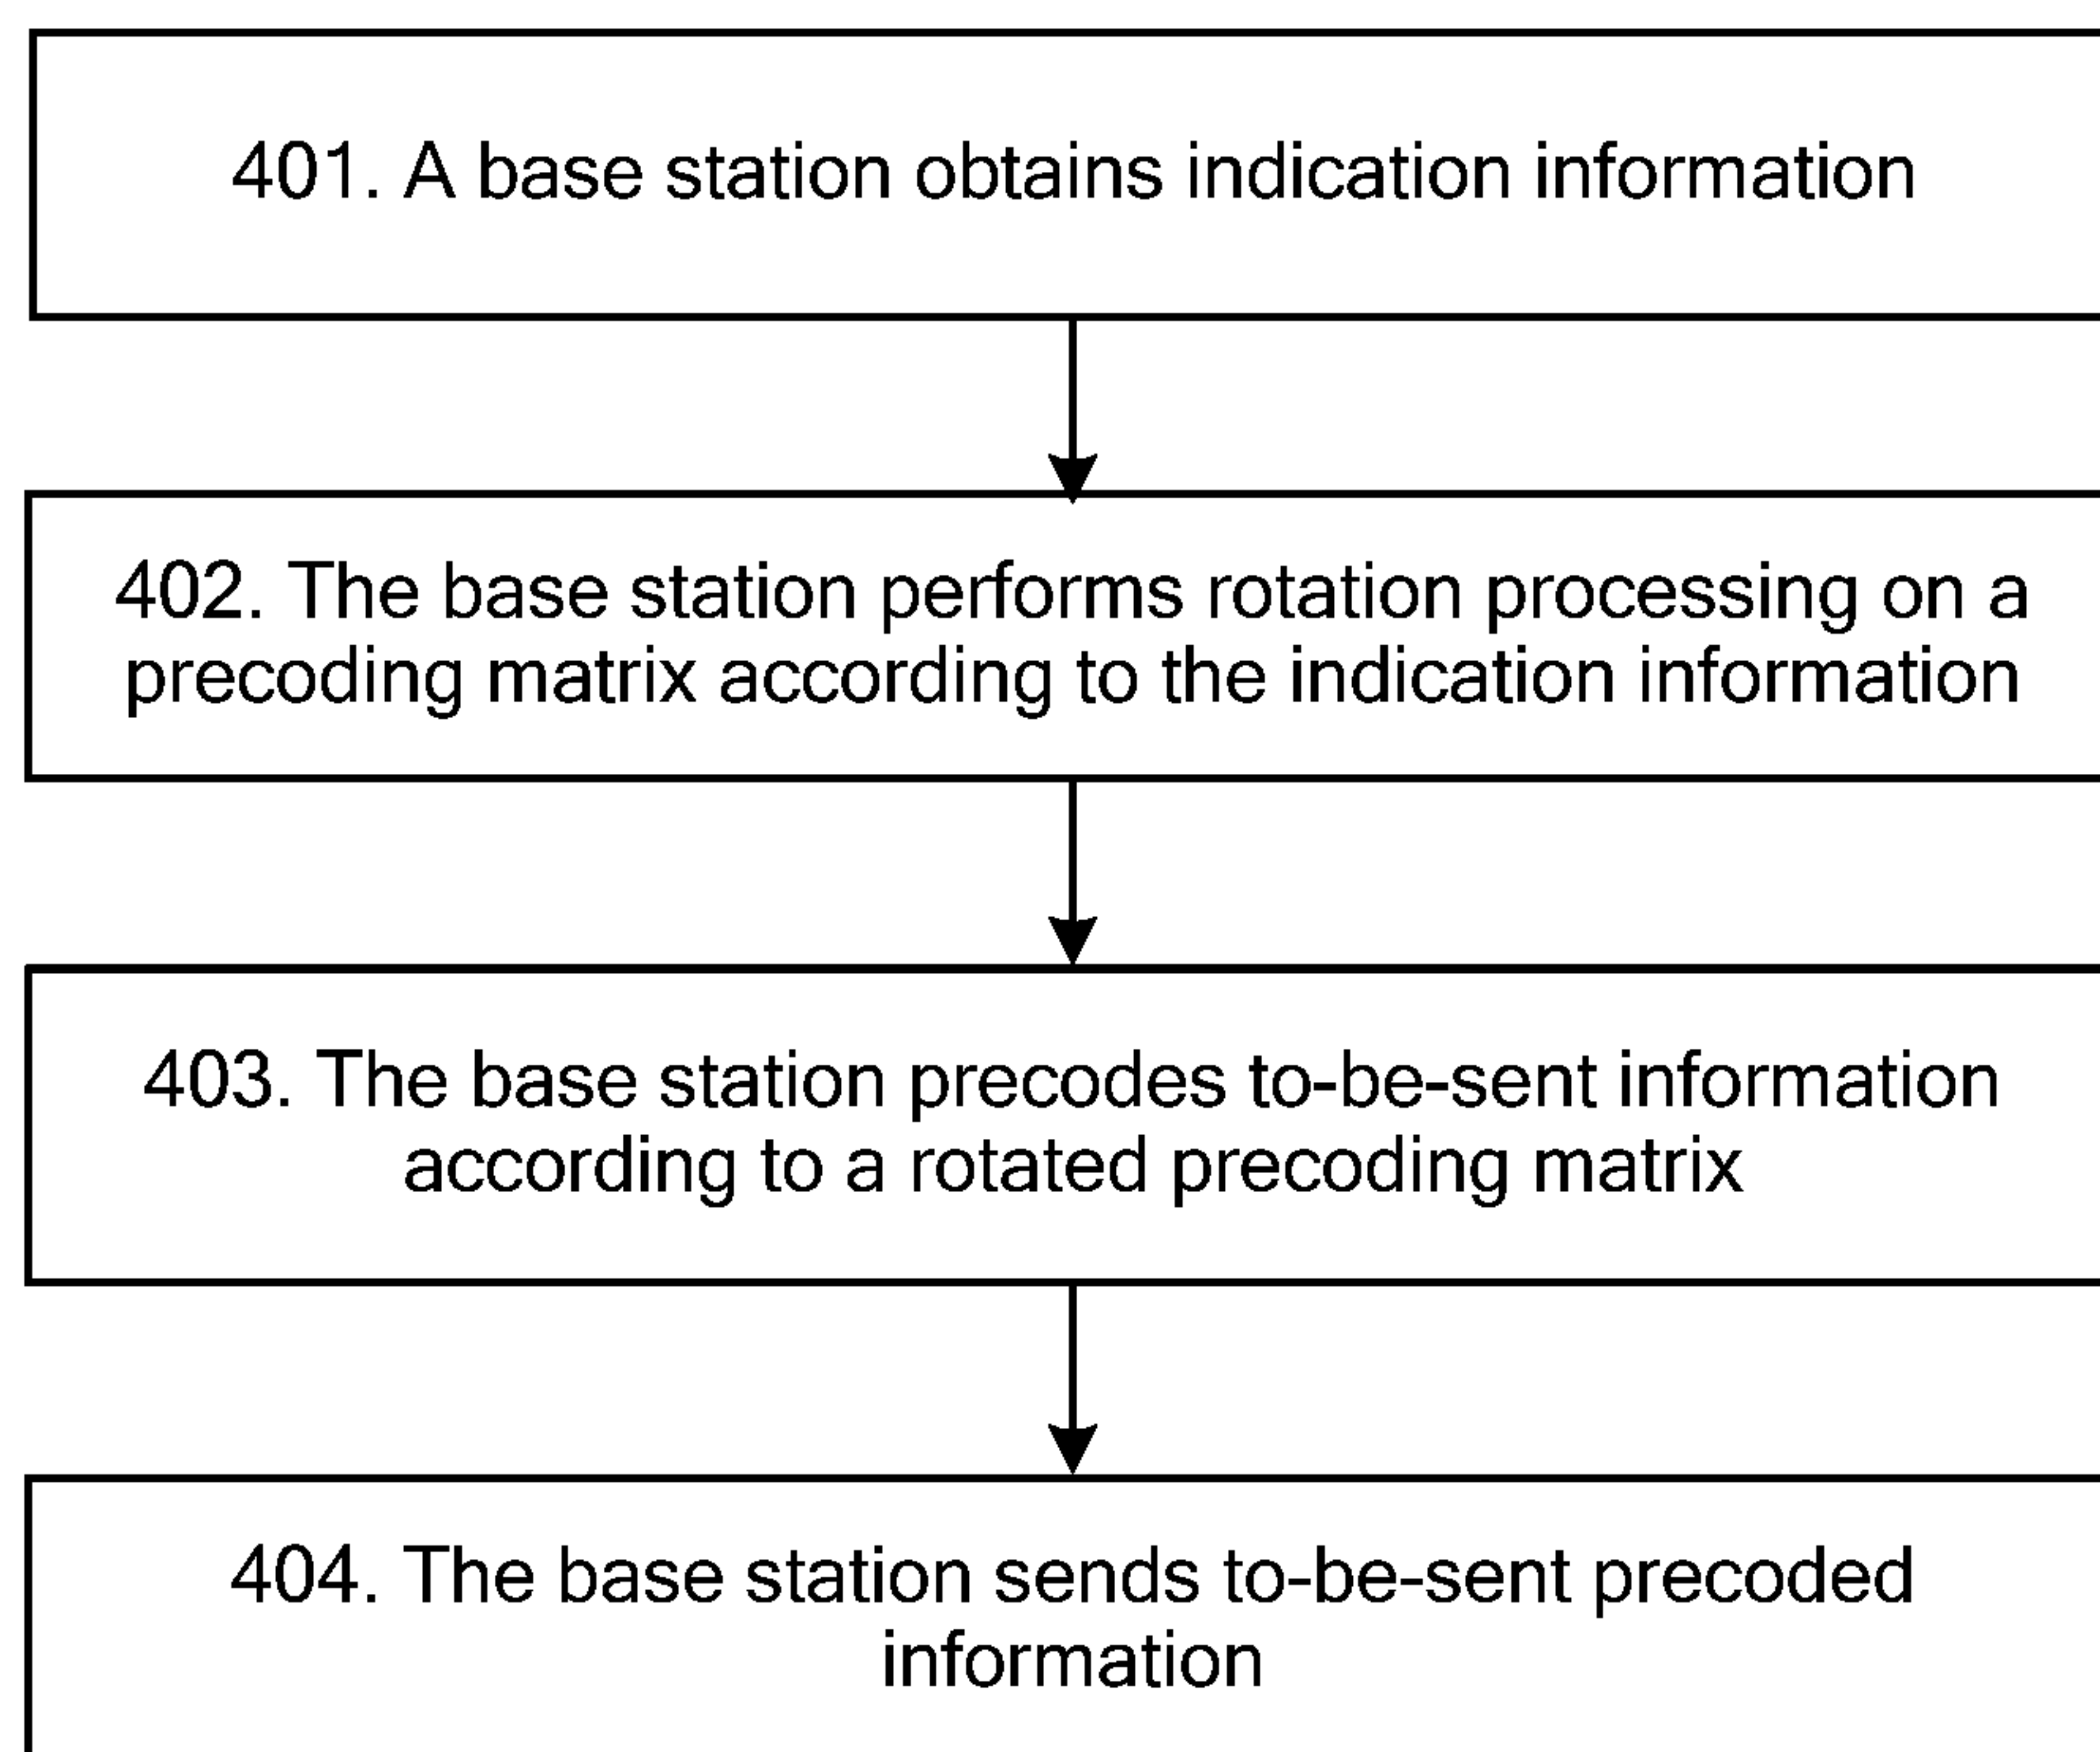 401. A base station obtains indication information
402. The base station performs rotation processing on a
precoding matrix according to the indication information
403. The base station precodes to-be-sent information
according to a rotated precoding matrix
404. The base station sends to-be-sent precoded
information